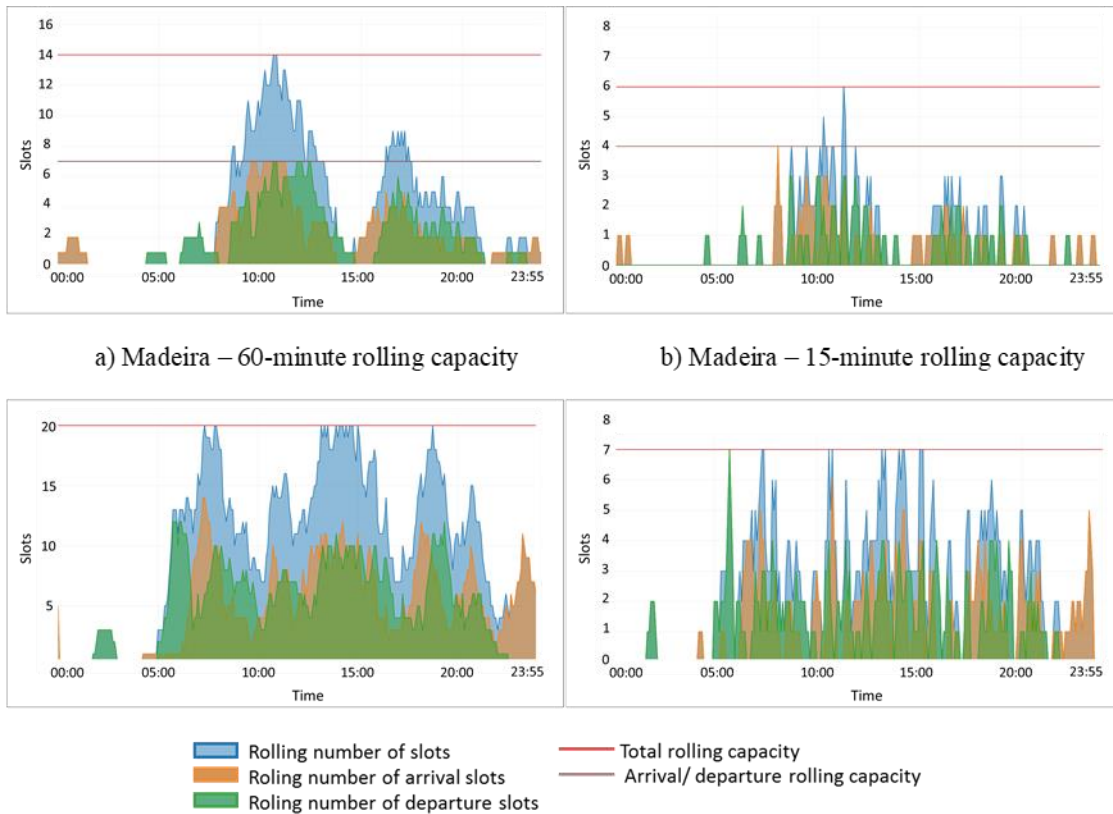 16
14
12
10
8
6
4
2
0
Slots
00:00 05:00 10:00 15:00 20:00 23:55
Time
8
7
6
5
4
3
2
1
0
Slots
00:00 05:00 10:00 15:00 20:00 23:55
Time
a) Madeira – 60-minute rolling capacity
b) Madeira – 15-minute rolling capacity
20
15
10
5
Slots
00:00 05:00 10:00 15:00 20:00 23:55
Time
8
7
6
5
4
3
2
1
0
Slots
00:00 05:00 10:00 15:00 20:00 23:55
Time
Rolling number of slots
Roling number of arrival slots
Roling number of departure slots
Total rolling capacity
Arrival/ departure rolling capacity